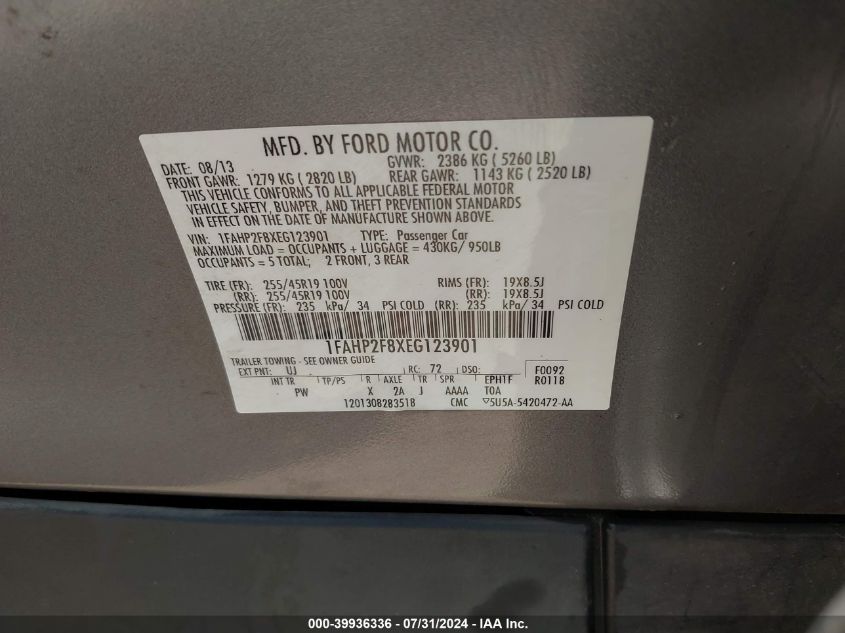 MFD. BY FORD MOTOR CO.
DATE: 08/13 GVWR: 2386 KG ( 5260 LB)
FRONT GAWR: 1279 KG ( 2820 LB) REAR GAWR: 1143 KG ( 2520 LB)
THIS VEHICLE CONFORMS TO ALL APPLICABLE FEDERAL MOTOR
VEHICLE SAFETY, BUMPER, AND THEFT PREVENTION STANDARDS
IN EFFECT ON THE DATE OF MANUFACTURE SHOWN ABOVE.
VIN: 1FAHP2F8XEG123901 TYPE: Passenger Car
MAXIMUM LOAD = OCCUPANTS + LUGGAGE = 430KG/ 950LB
OCCUPANTS = 5 TOTAL; 2 FRONT, 3 REAR
TIRE (FR): 255/45R19 100V RIMS (FR): 19X8.5J
(RR): 255/45R19 100V (RR): 19X8.5J
PRESSURE (FR): 235 kPa/ 34 PSI COLD (RR): 235 kPa/ 34 PSI COLD
1FAHP2F8XEG123901
TRAILER TOWING - SEE OWNER GUIDE
EXT PNT: UJ RC: 72 DSO: F0092
INT TR TP/PS R AXLE TR SPR EPH1F R0118
PW X 2A J AAAA T0A
1201308283518 CMC ▽5U5A-5420472-AA
000-39936336 - 07/31/2024 - IAA Inc.